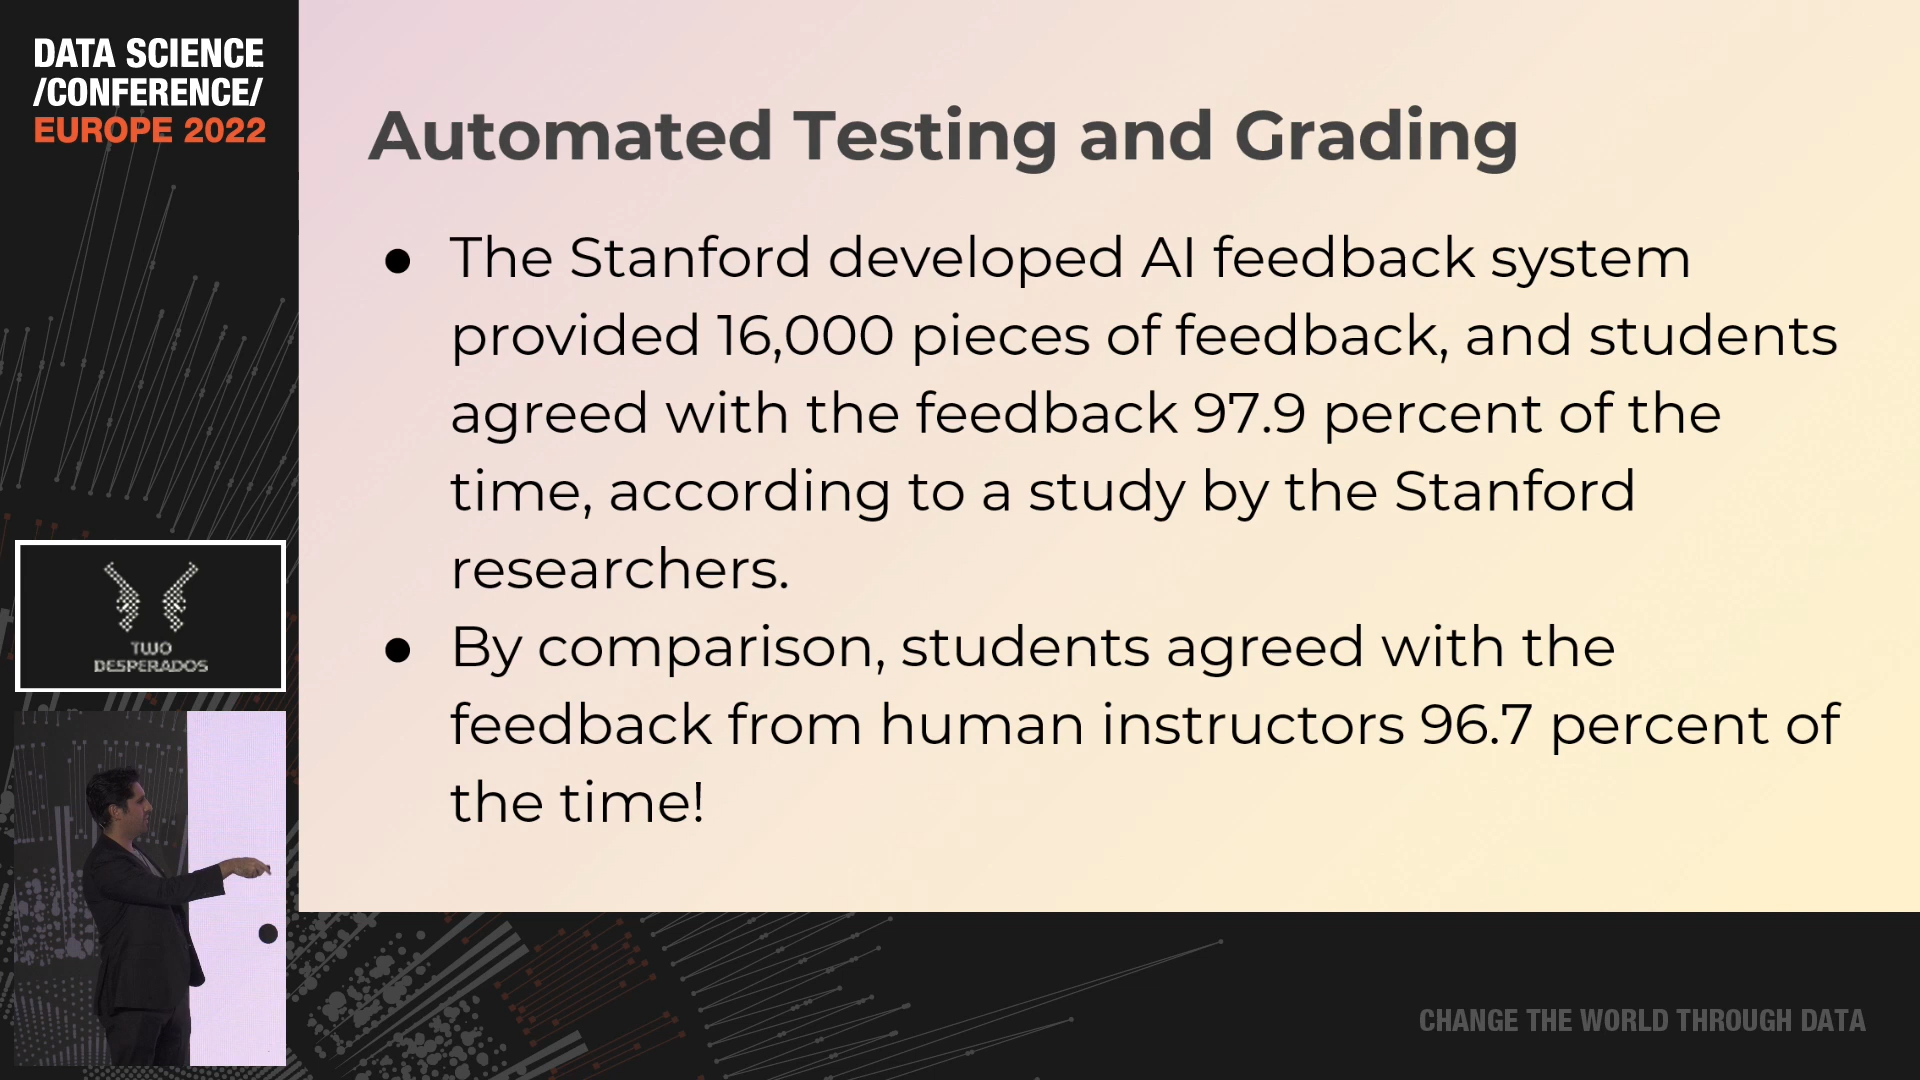 DATA SCIENCE
/CONFERENCE/
EUROPE 2022
Automated Testing and Grading
● The Stanford developed AI feedback system
provided 16,000 pieces of feedback, and students
agreed with the feedback 97.9 percent of the
time, according to a study by the Stanford
researchers.
● By comparison, students agreed with the
feedback from human instructors 96.7 percent of
the time!
TWO
DESPERADOS
CHANGE THE WORLD THROUGH DATA